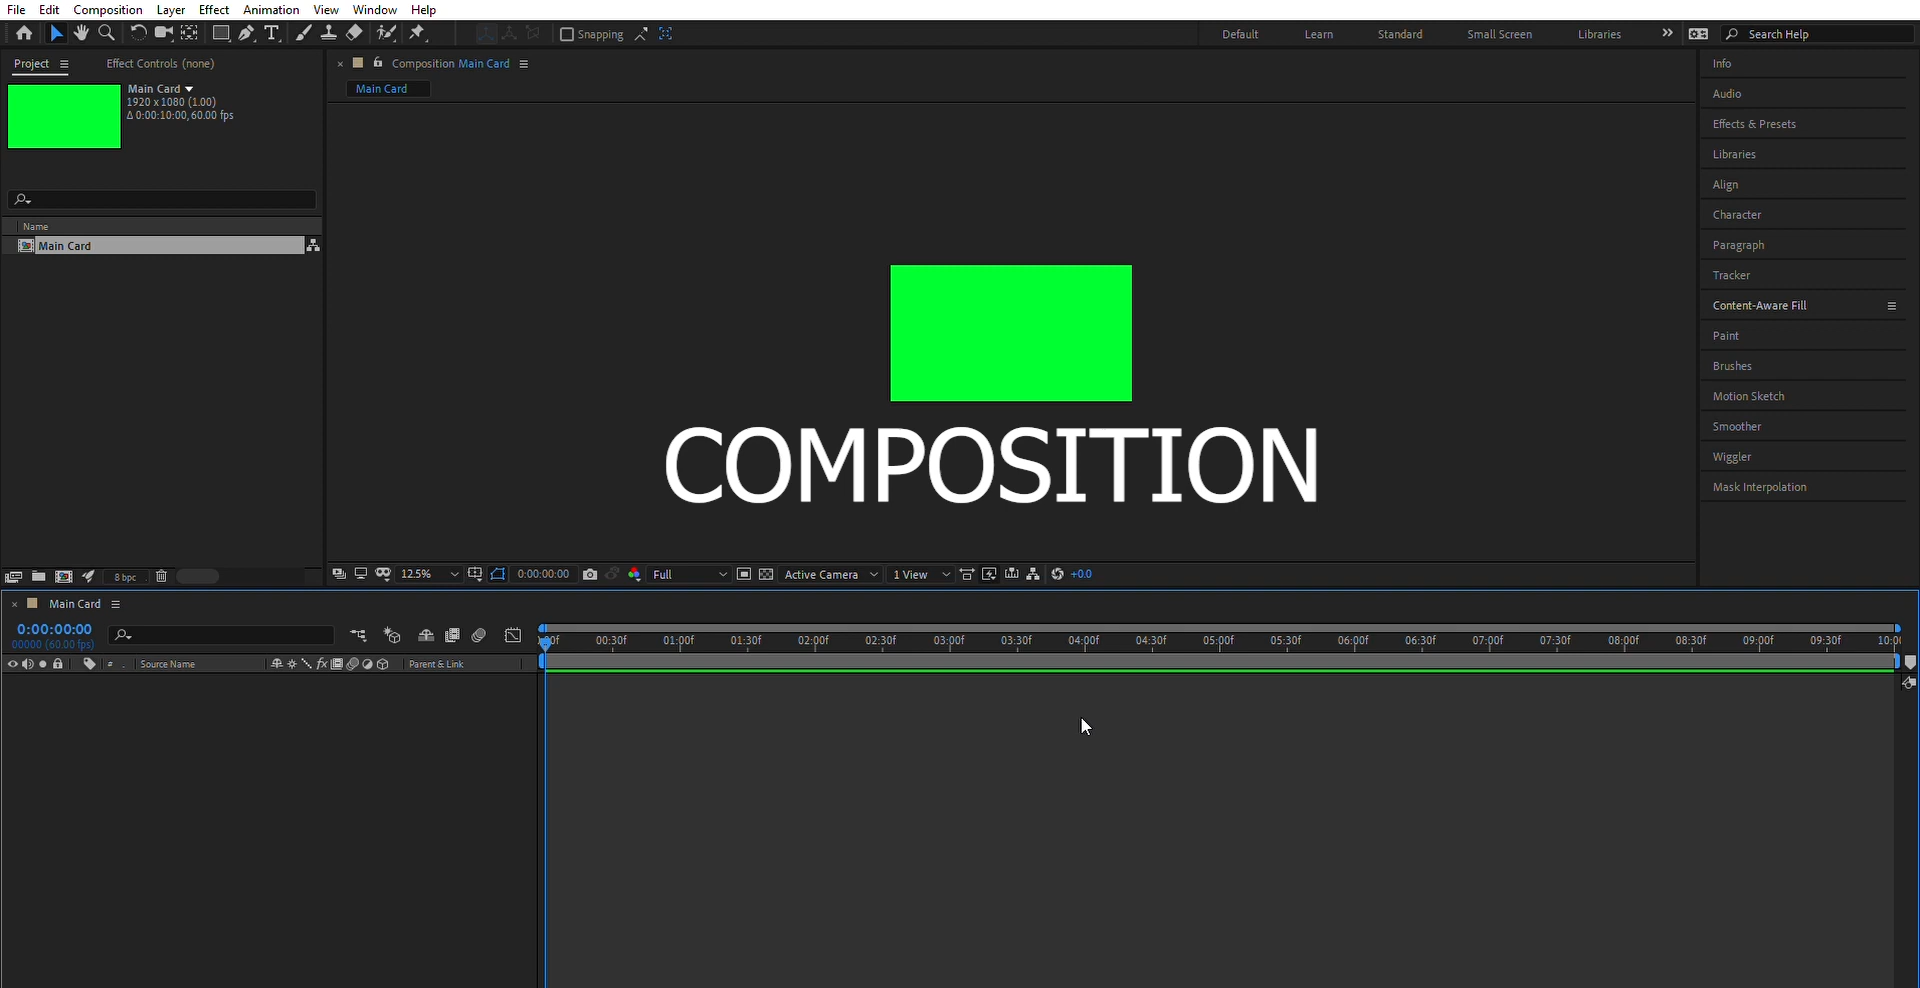 File Edit Composition Layer Effect Animation View Window Help
Snapping
Default Learn Standard Small Screen Libraries
Search Help
Project
Effect Controls (none)
Main Card
1920 x 1080 (1.00)
Δ 0:00:10:00, 60.00 fps
Name
Main Card
8 bpc
Composition Main Card
Main Card
COMPOSITION
12.5% 0:00:00:00 Full Active Camera 1 View +0.0
Info
Audio
Effects & Presets
Libraries
Align
Character
Paragraph
Tracker
Content-Aware Fill
Paint
Brushes
Motion Sketch
Smoother
Wiggler
Mask Interpolation
Main Card
0:00:00:00
00000 (60.00 fps)
# Source Name fx Parent & Link
00:30f 01:00f 01:30f 02:00f 02:30f 03:00f 03:30f 04:00f 04:30f 05:00f 05:30f 06:00f 06:30f 07:00f 07:30f 08:00f 08:30f 09:00f 09:30f